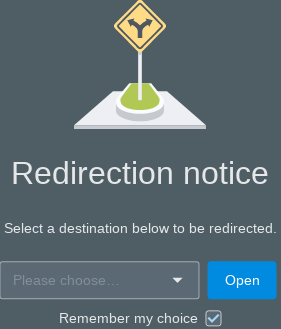 Redirection notice
Select a destination below to be redirected.
Please choose...
Open
Remember my choice